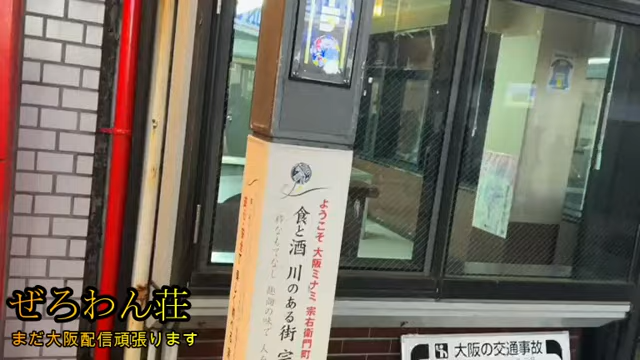 ようこそ 大阪ミナミ、宗右衛門町
食と酒 川のある街 宗
粋なもてなし
大阪の交通事故
ぜろわん荘
まだ大阪配信頑張ります